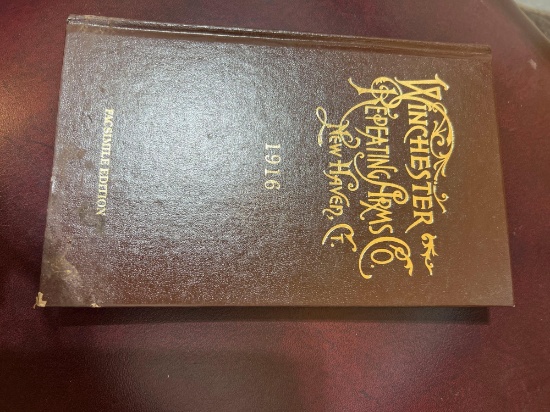 WINCHESTER
REPEATING ARMS CO.
NEW HAVEN, CT.
1916
FACSIMILE EDITION